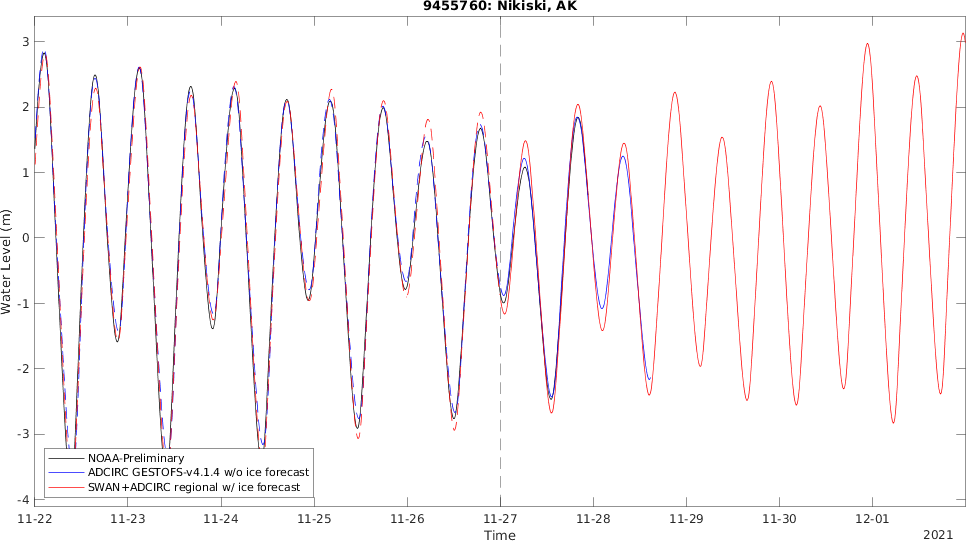 9455760: Nikiski, AK
3
2
1
0
-1
-2
-3
-4
Water Level (m)
NOAA-Preliminary
ADCIRC GESTOFS-v4.1.4 w/o ice forecast
SWAN+ADCIRC regional w/ ice forecast
11-22 11-23 11-24 11-25 11-26 11-27 11-28 11-29 11-30 12-01
Time
2021